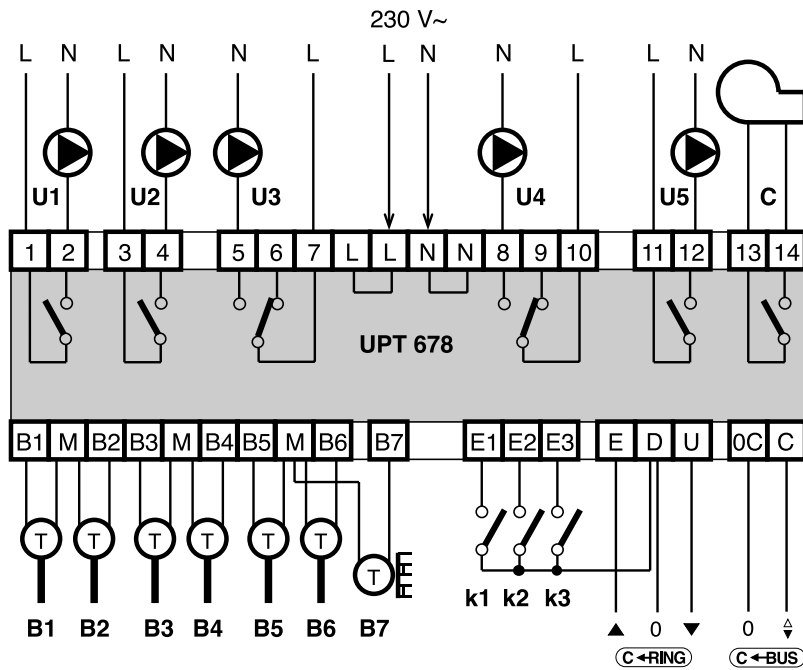 230 V~
L N L N N L L N N L L N
U1 U2 U3 U4 U5 C
1 2 3 4 5 6 7 L L N N 8 9 10 11 12 13 14
UPT 678
B1 M B2 B3 M B4 B5 M B6 B7 E1 E2 E3 E D U 0C C
T T T T T T T
k1 k2 k3
B1 B2 B3 B4 B5 B6 B7 ▲ 0 ▼ 0
C◄RING C◄BUS